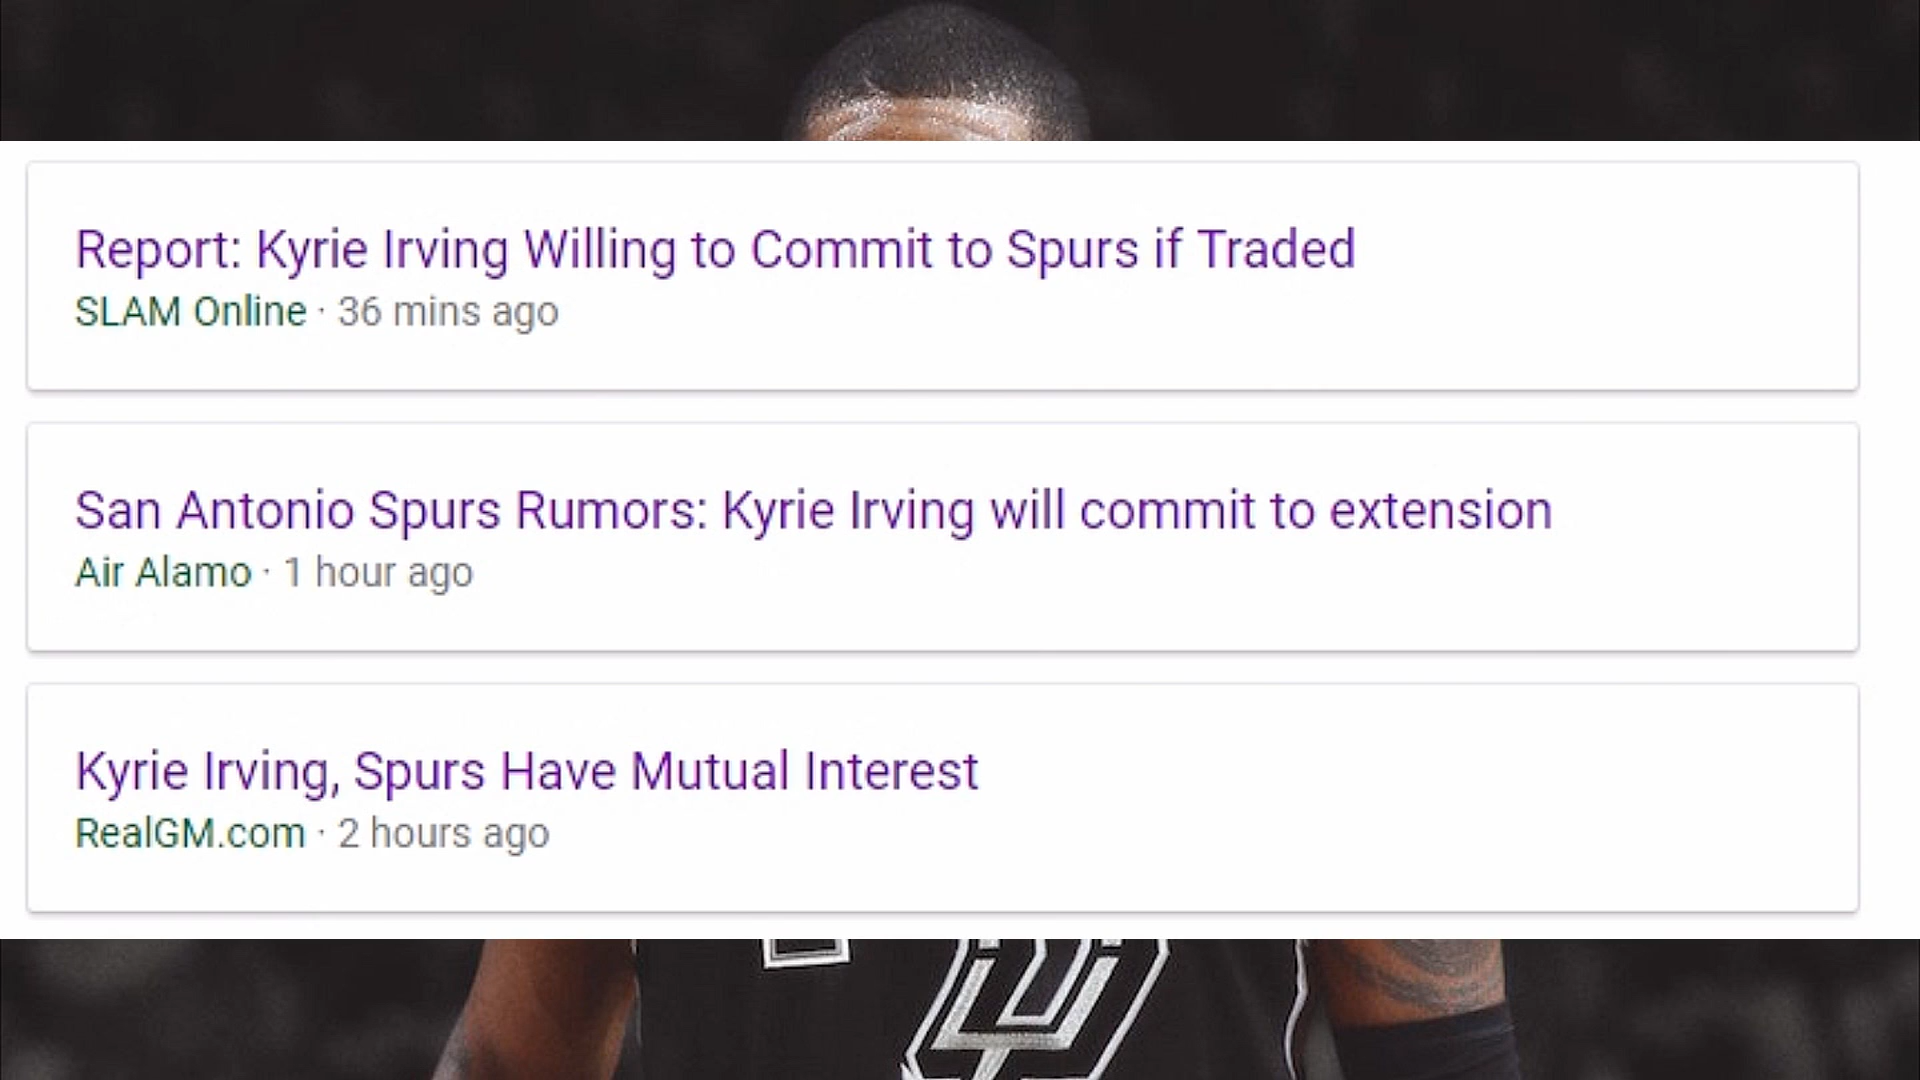 Report: Kyrie Irving Willing to Commit to Spurs if Traded
SLAM Online · 36 mins ago
San Antonio Spurs Rumors: Kyrie Irving will commit to extension
Air Alamo · 1 hour ago
Kyrie Irving, Spurs Have Mutual Interest
RealGM.com · 2 hours ago